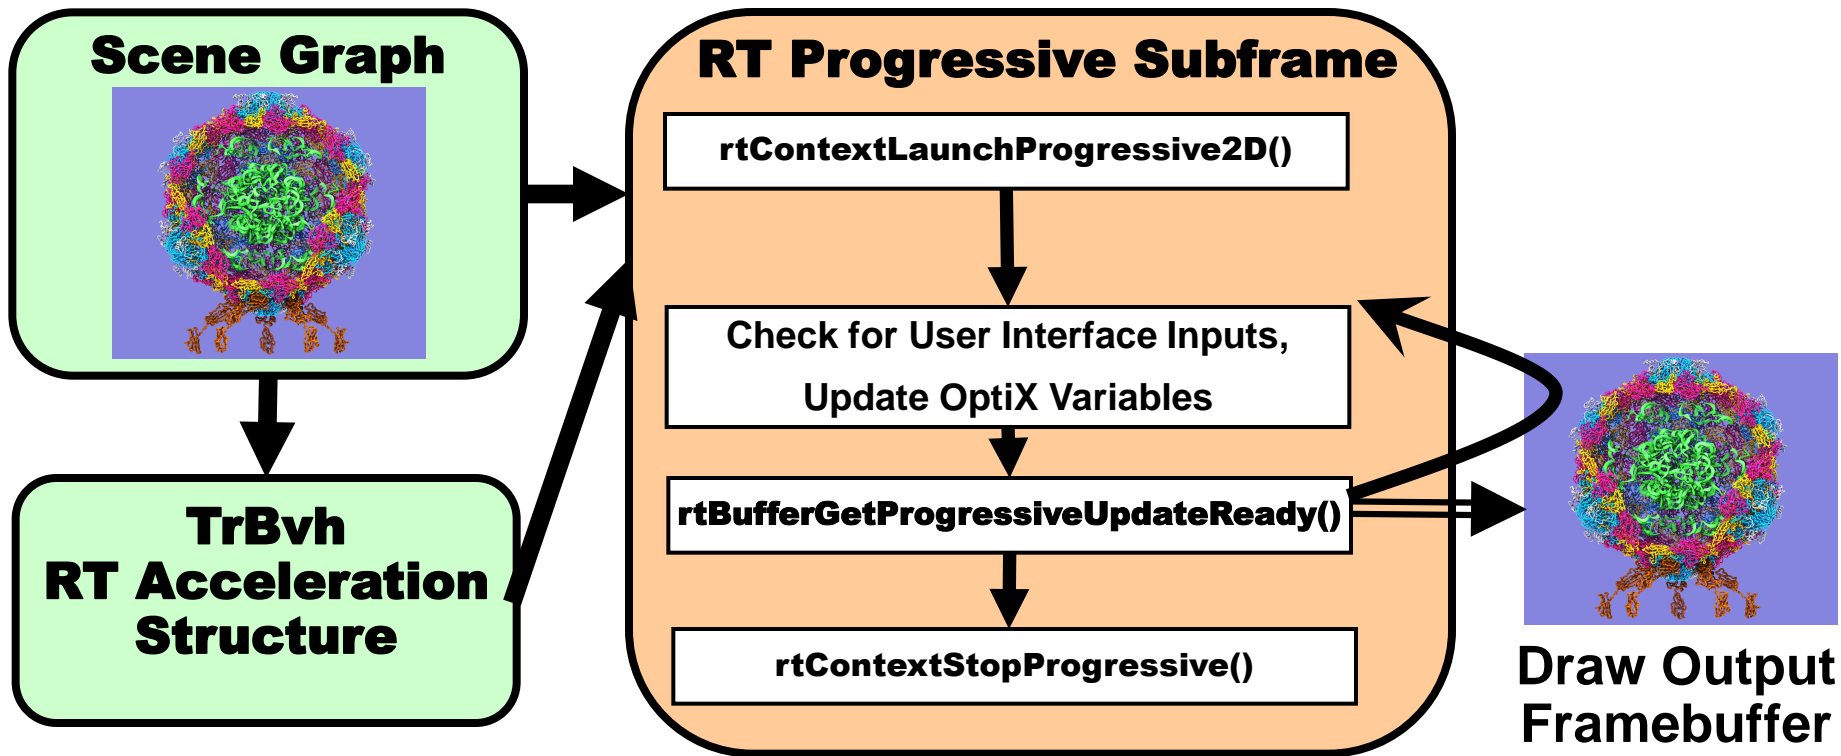 Scene Graph
TrBvh
RT Acceleration
Structure
RT Progressive Subframe
rtContextLaunchProgressive2D()
Check for User Interface Inputs,
Update OptiX Variables
rtBufferGetProgressiveUpdateReady()
rtContextStopProgressive()
Draw Output
Framebuffer